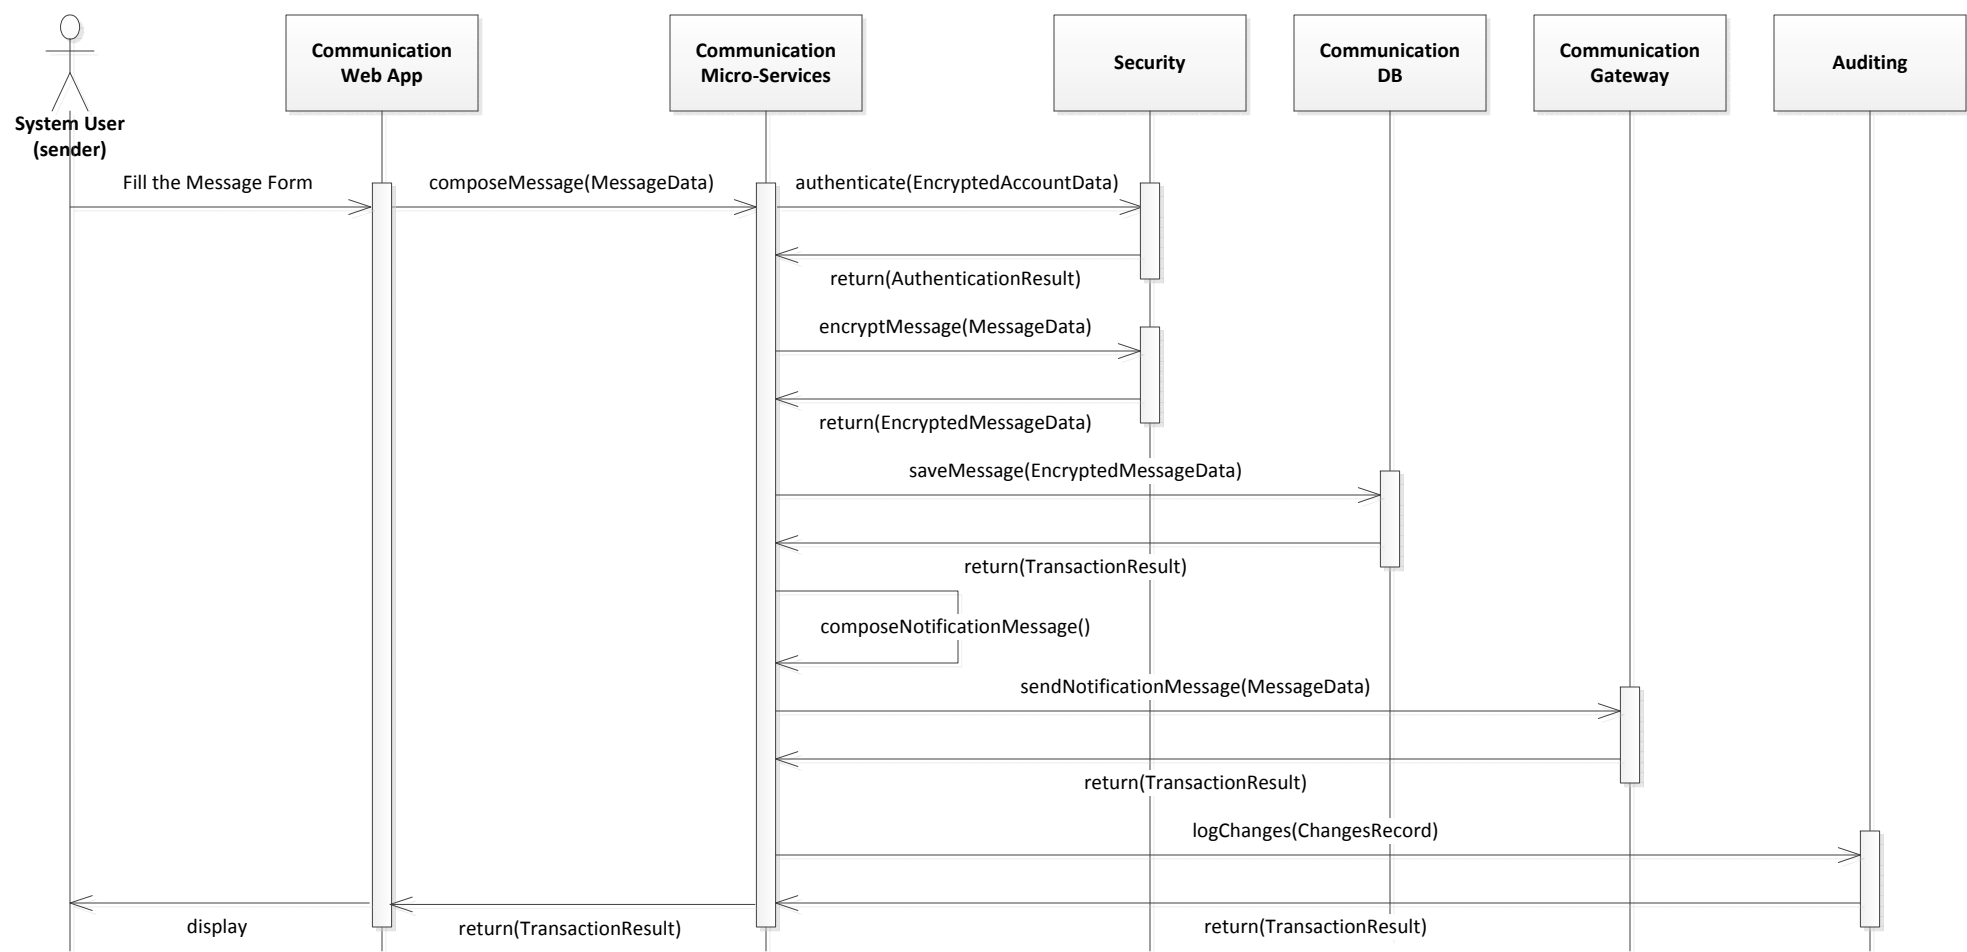 System User
(sender)
Communication
Web App
Communication
Micro-Services
Security
Communication
DB
Communication
Gateway
Auditing
Fill the Message Form
composeMessage(MessageData)
authenticate(EncryptedAccountData)
return(AuthenticationResult)
encryptMessage(MessageData)
return(EncryptedMessageData)
saveMessage(EncryptedMessageData)
return(TransactionResult)
composeNotificationMessage()
sendNotificationMessage(MessageData)
return(TransactionResult)
logChanges(ChangesRecord)
display
return(TransactionResult)
return(TransactionResult)